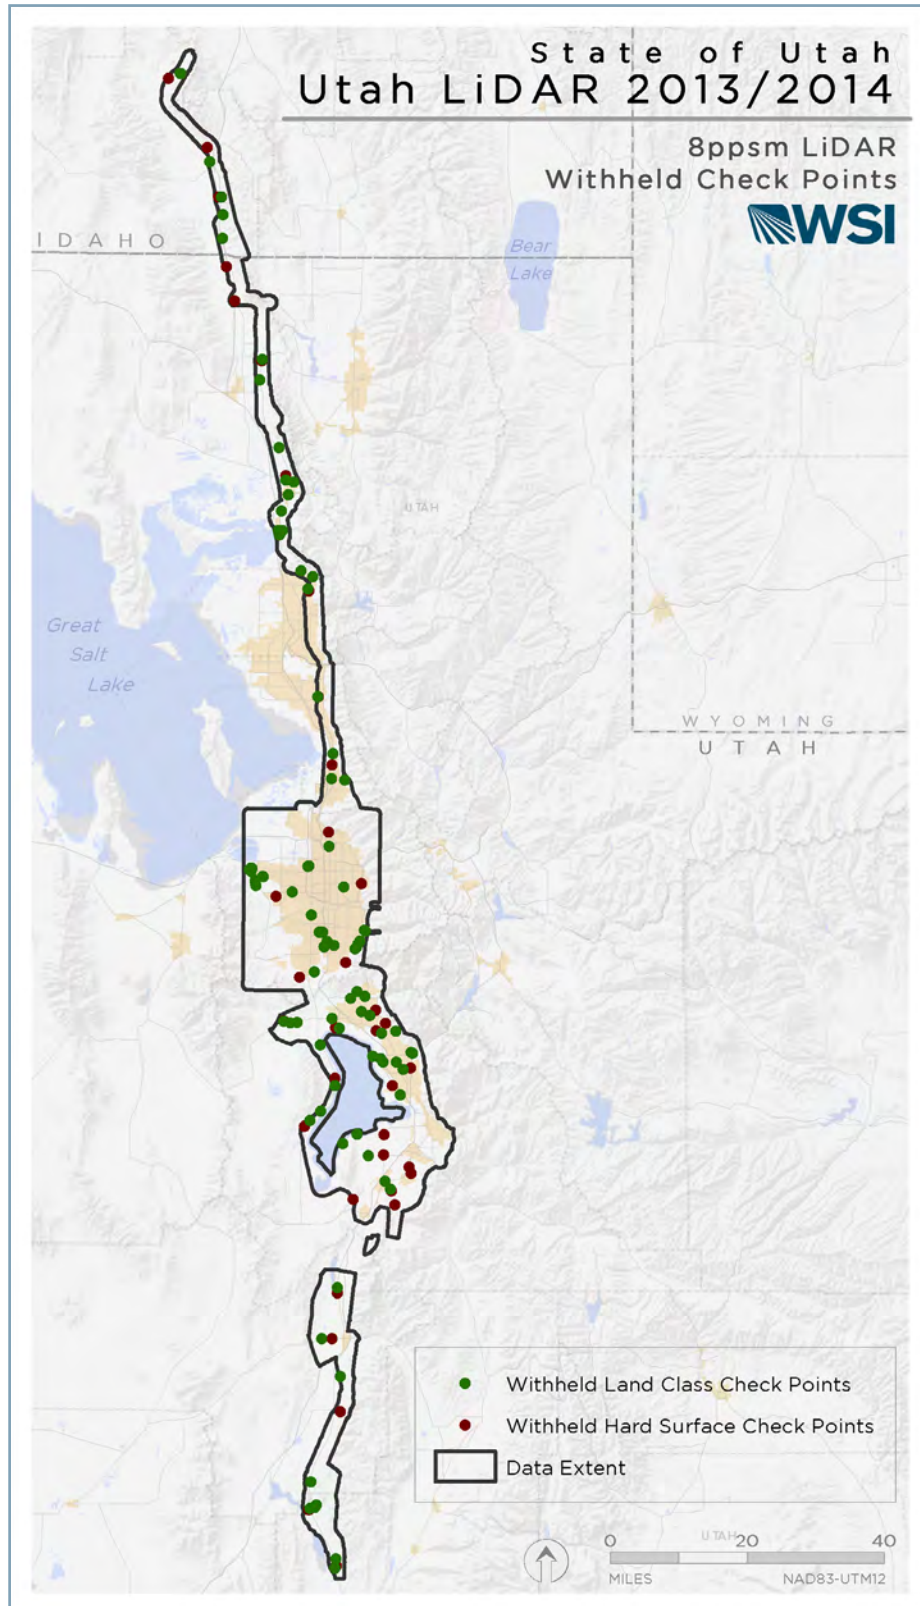 State of Utah
Utah LiDAR 2013/2014
8ppsm LiDAR
Withheld Check Points
WSI
IDAHO
Bear
Lake
UTAH
Great
Salt
Lake
WYOMING
UTAH
Withheld Land Class Check Points
Withheld Hard Surface Check Points
Data Extent
0 UTAH 20 40
MILES NAD83-UTM12